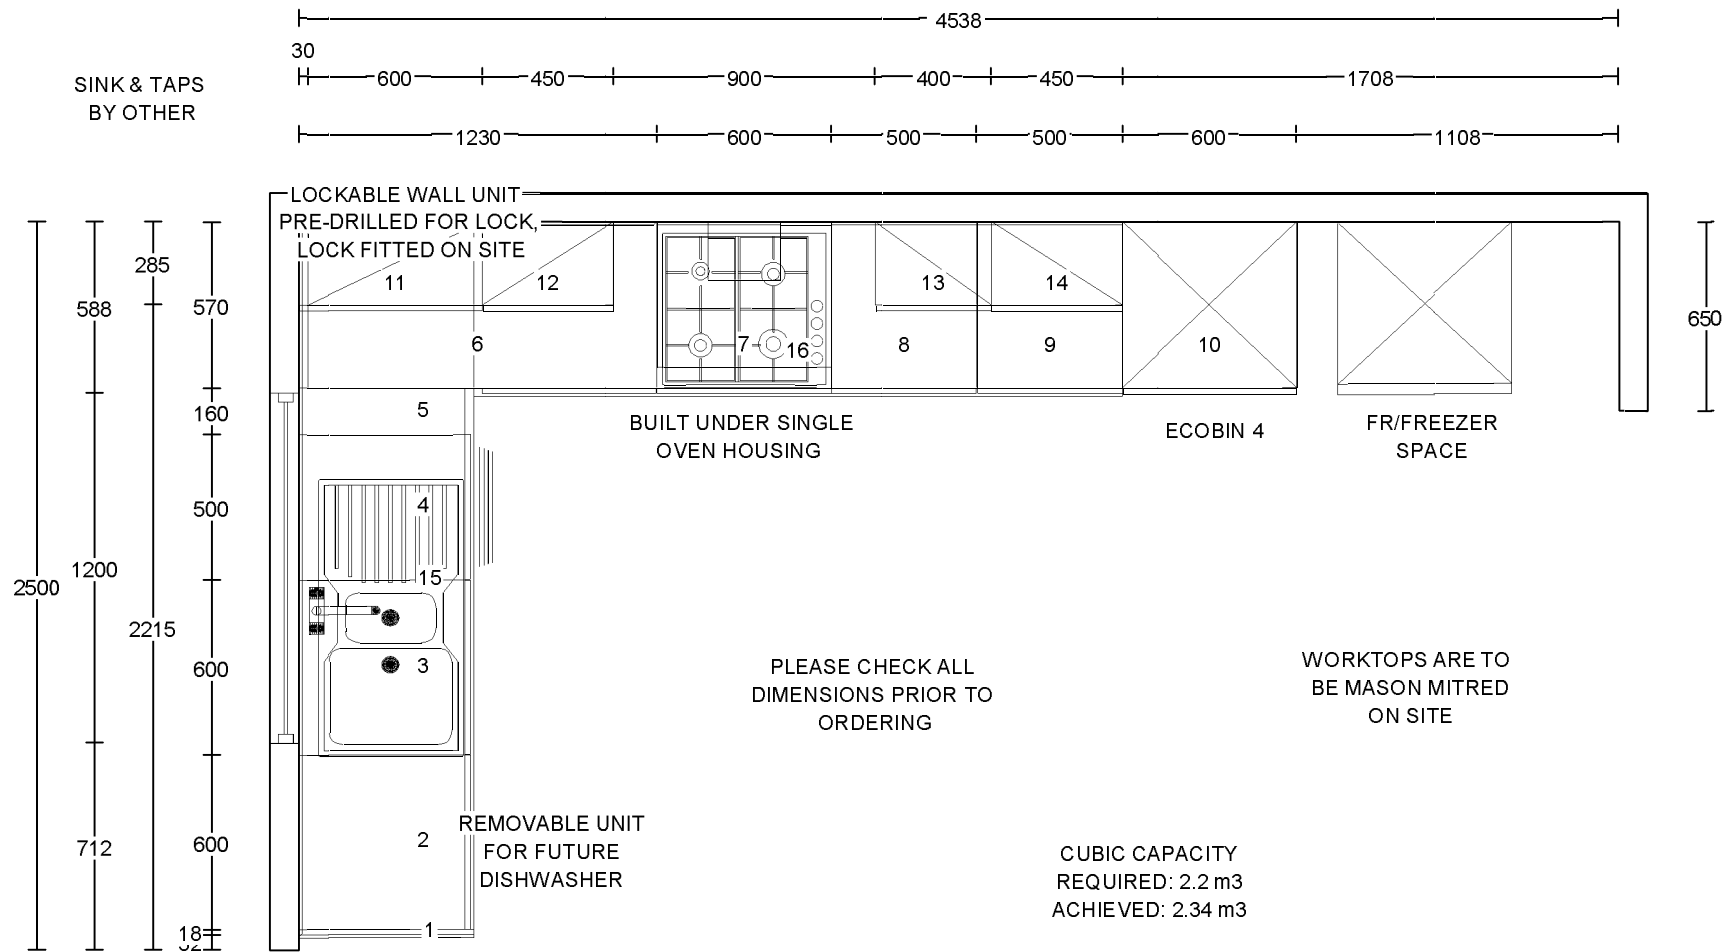 4538
30
600 450 900 400 450 1708
1230 600 500 500 600 1108
SINK & TAPS
BY OTHER
LOCKABLE WALL UNIT
PRE-DRILLED FOR LOCK,
LOCK FITTED ON SITE
285
588
570
160
500
1200
2500
2215
600
712
600
18
650
11
12
13
14
6
7
16
8
9
10
5
4
15
3
2
1
BUILT UNDER SINGLE
OVEN HOUSING
ECOBIN 4
FR/FREEZER
SPACE
PLEASE CHECK ALL
DIMENSIONS PRIOR TO
ORDERING
WORKTOPS ARE TO
BE MASON MITRED
ON SITE
REMOVABLE UNIT
FOR FUTURE
DISHWASHER
CUBIC CAPACITY
REQUIRED: 2.2 m3
ACHIEVED: 2.34 m3